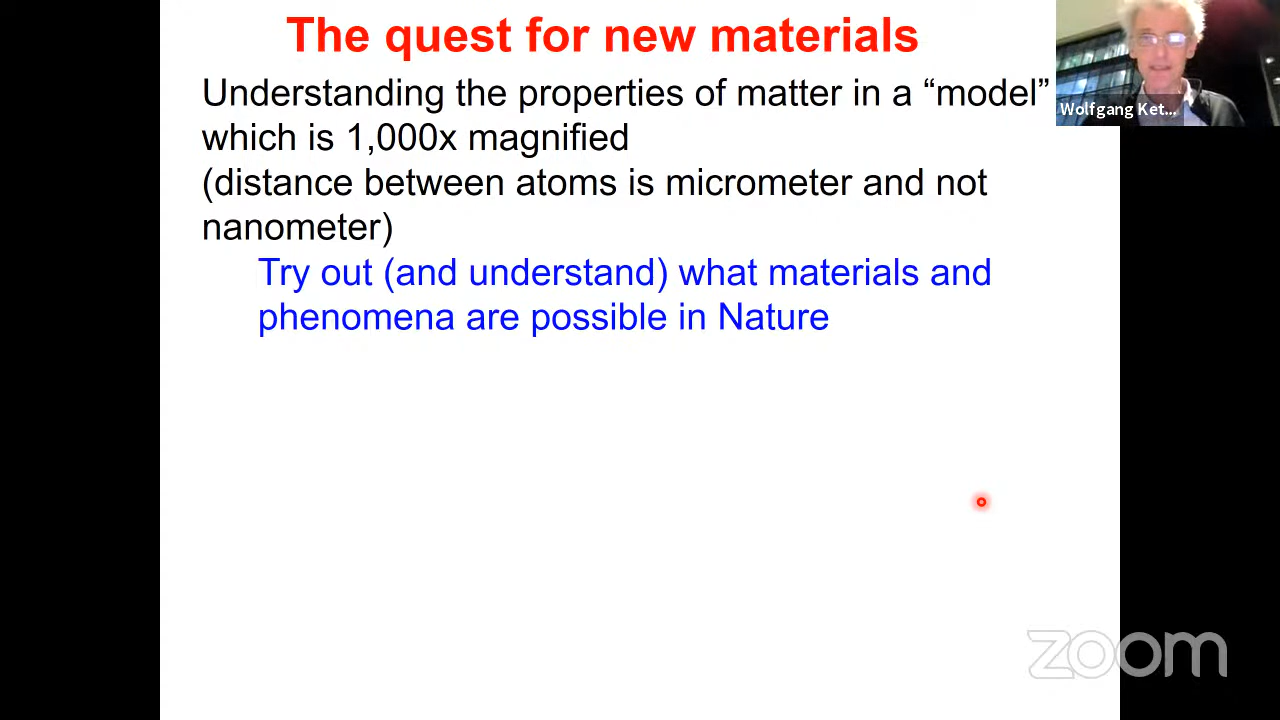 The quest for new materials
Understanding the properties of matter in a “model”
which is 1,000x magnified
(distance between atoms is micrometer and not
nanometer)
Try out (and understand) what materials and
phenomena are possible in Nature
Wolfgang Ket...
zoom